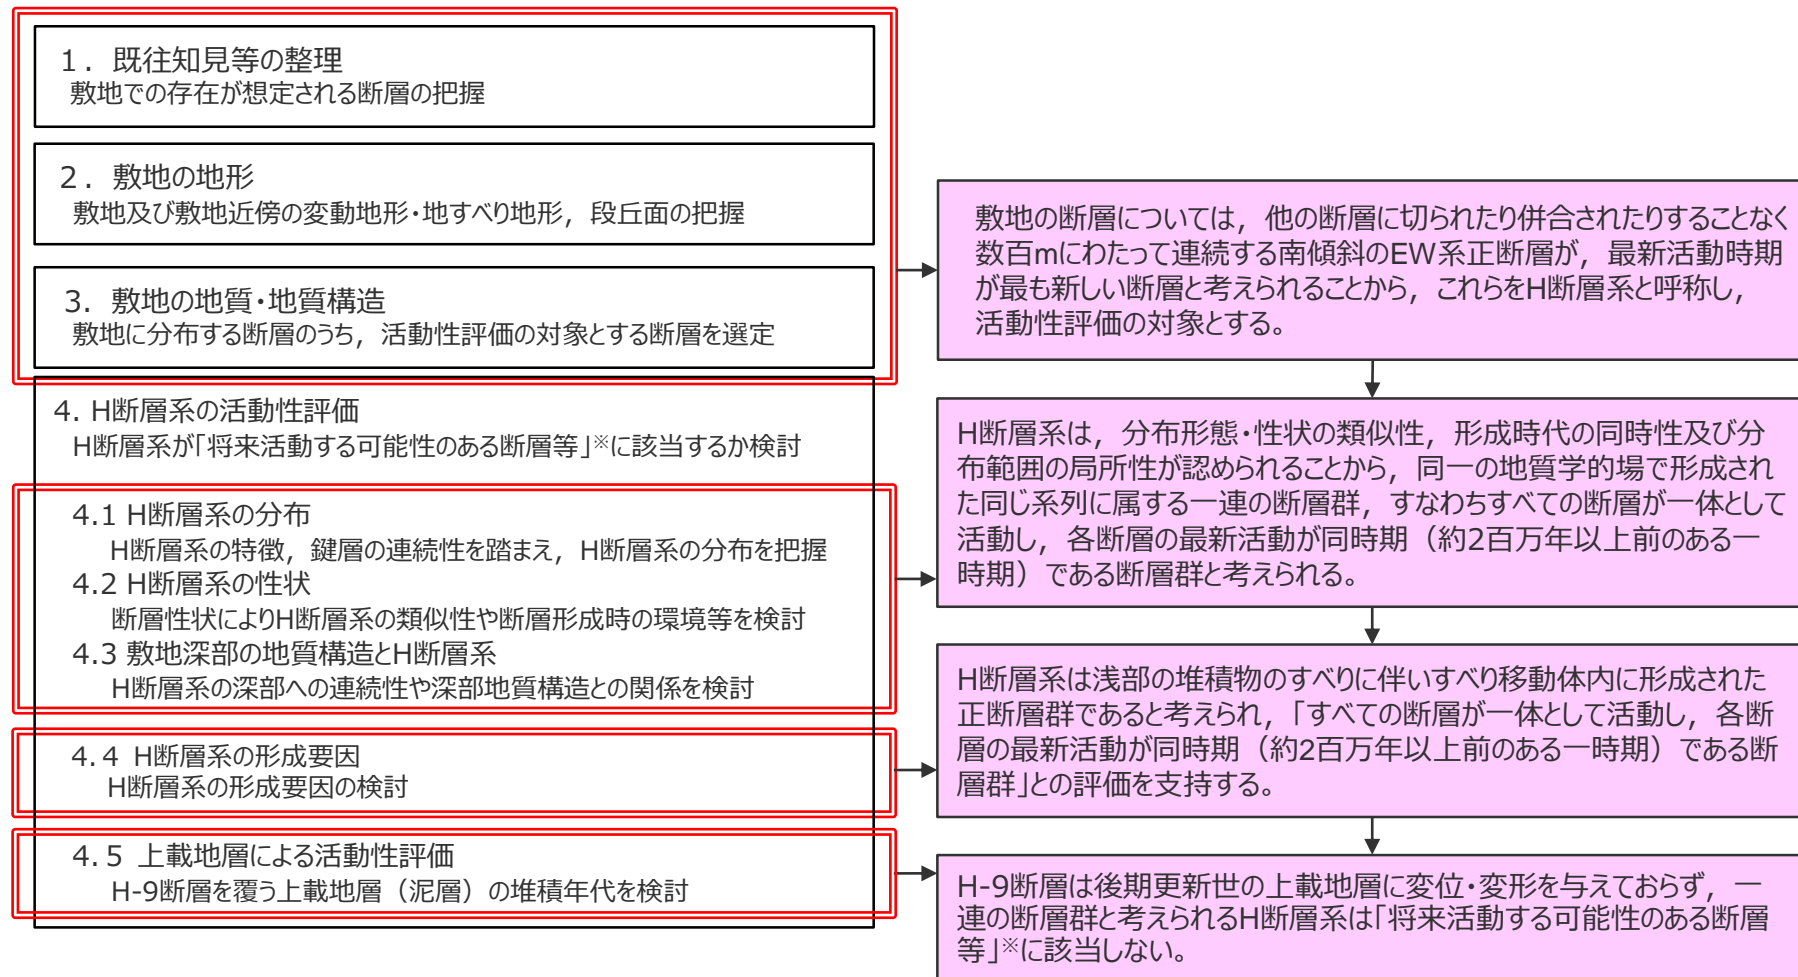 1．既往知見等の整理
敷地での存在が想定される断層の把握
2．敷地の地形
敷地及び敷地近傍の変動地形・地すべり地形，段丘面の把握
3．敷地の地質・地質構造
敷地に分布する断層のうち，活動性評価の対象とする断層を選定
4. H断層系の活動性評価
H断層系が「将来活動する可能性のある断層等」※に該当するか検討
4.1 H断層系の分布
H断層系の特徴，鍵層の連続性を踏まえ，H断層系の分布を把握
4.2 H断層系の性状
断層性状によりH断層系の類似性や断層形成時の環境等を検討
4.3 敷地深部の地質構造とH断層系
H断層系の深部への連続性や深部地質構造との関係を検討
4.4 H断層系の形成要因
H断層系の形成要因の検討
4.5 上載地層による活動性評価
H-9断層を覆う上載地層（泥層）の堆積年代を検討
敷地の断層については，他の断層に切られたり併合されたりすることなく
数百mにわたって連続する南傾斜のEW系正断層が，最新活動時期
が最も新しい断層と考えられることから，これらをH断層系と呼称し，
活動性評価の対象とする。
H断層系は，分布形態・性状の類似性，形成時代の同時性及び分
布範囲の局所性が認められることから，同一の地質学的場で形成され
た同じ系列に属する一連の断層群，すなわちすべての断層が一体として
活動し，各断層の最新活動が同時期（約2百万年以上前のある一
時期）である断層群と考えられる。
H断層系は浅部の堆積物のすべりに伴いすべり移動体内に形成された
正断層群であると考えられ，「すべての断層が一体として活動し，各断
層の最新活動が同時期（約2百万年以上前のある一時期）である断
層群」との評価を支持する。
H-9断層は後期更新世の上載地層に変位・変形を与えておらず，一
連の断層群と考えられるH断層系は「将来活動する可能性のある断層
等」※に該当しない。